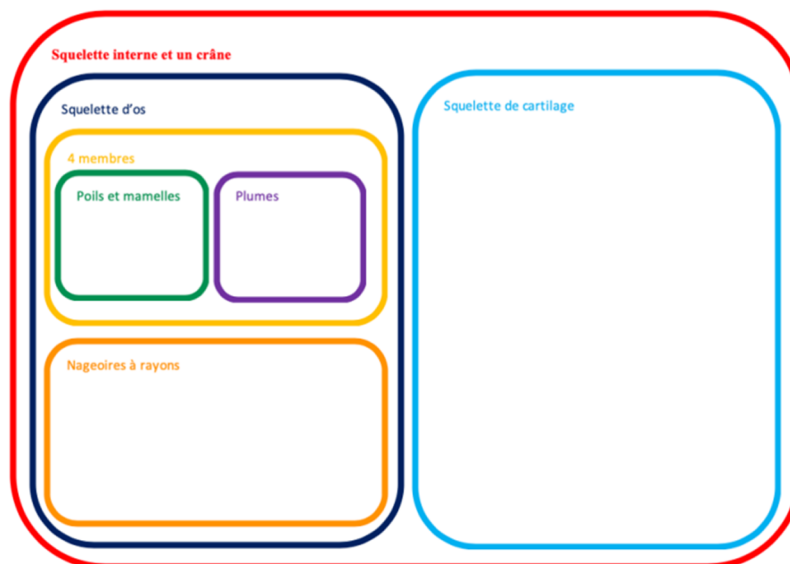 Squelette interne et un crâne
Squelette d’os
Squelette de cartilage
4 membres
Poils et mamelles
Plumes
Nageoires à rayons